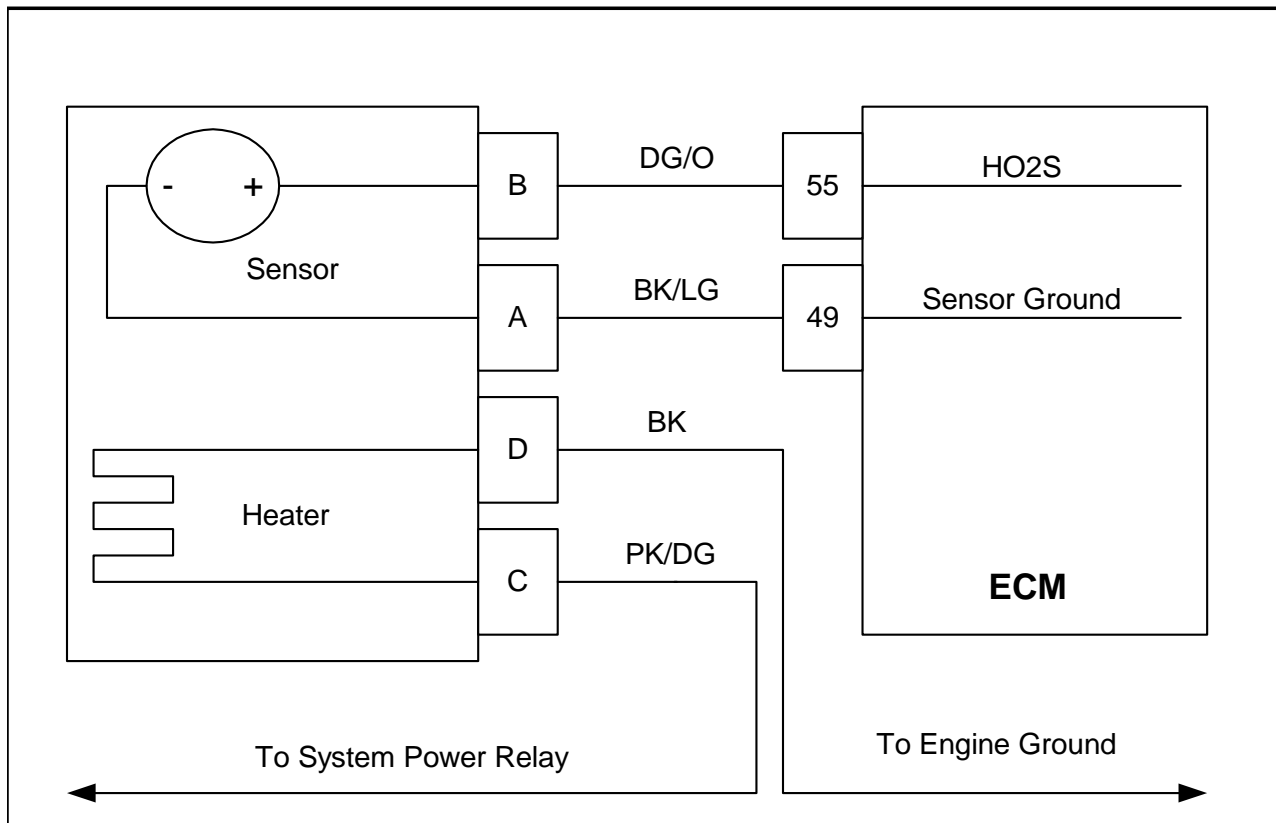 B
DG/O
55
HO2S
- +
Sensor
A
BK/LG
49
Sensor Ground
D
BK
Heater
C
PK/DG
ECM
To System Power Relay
To Engine Ground